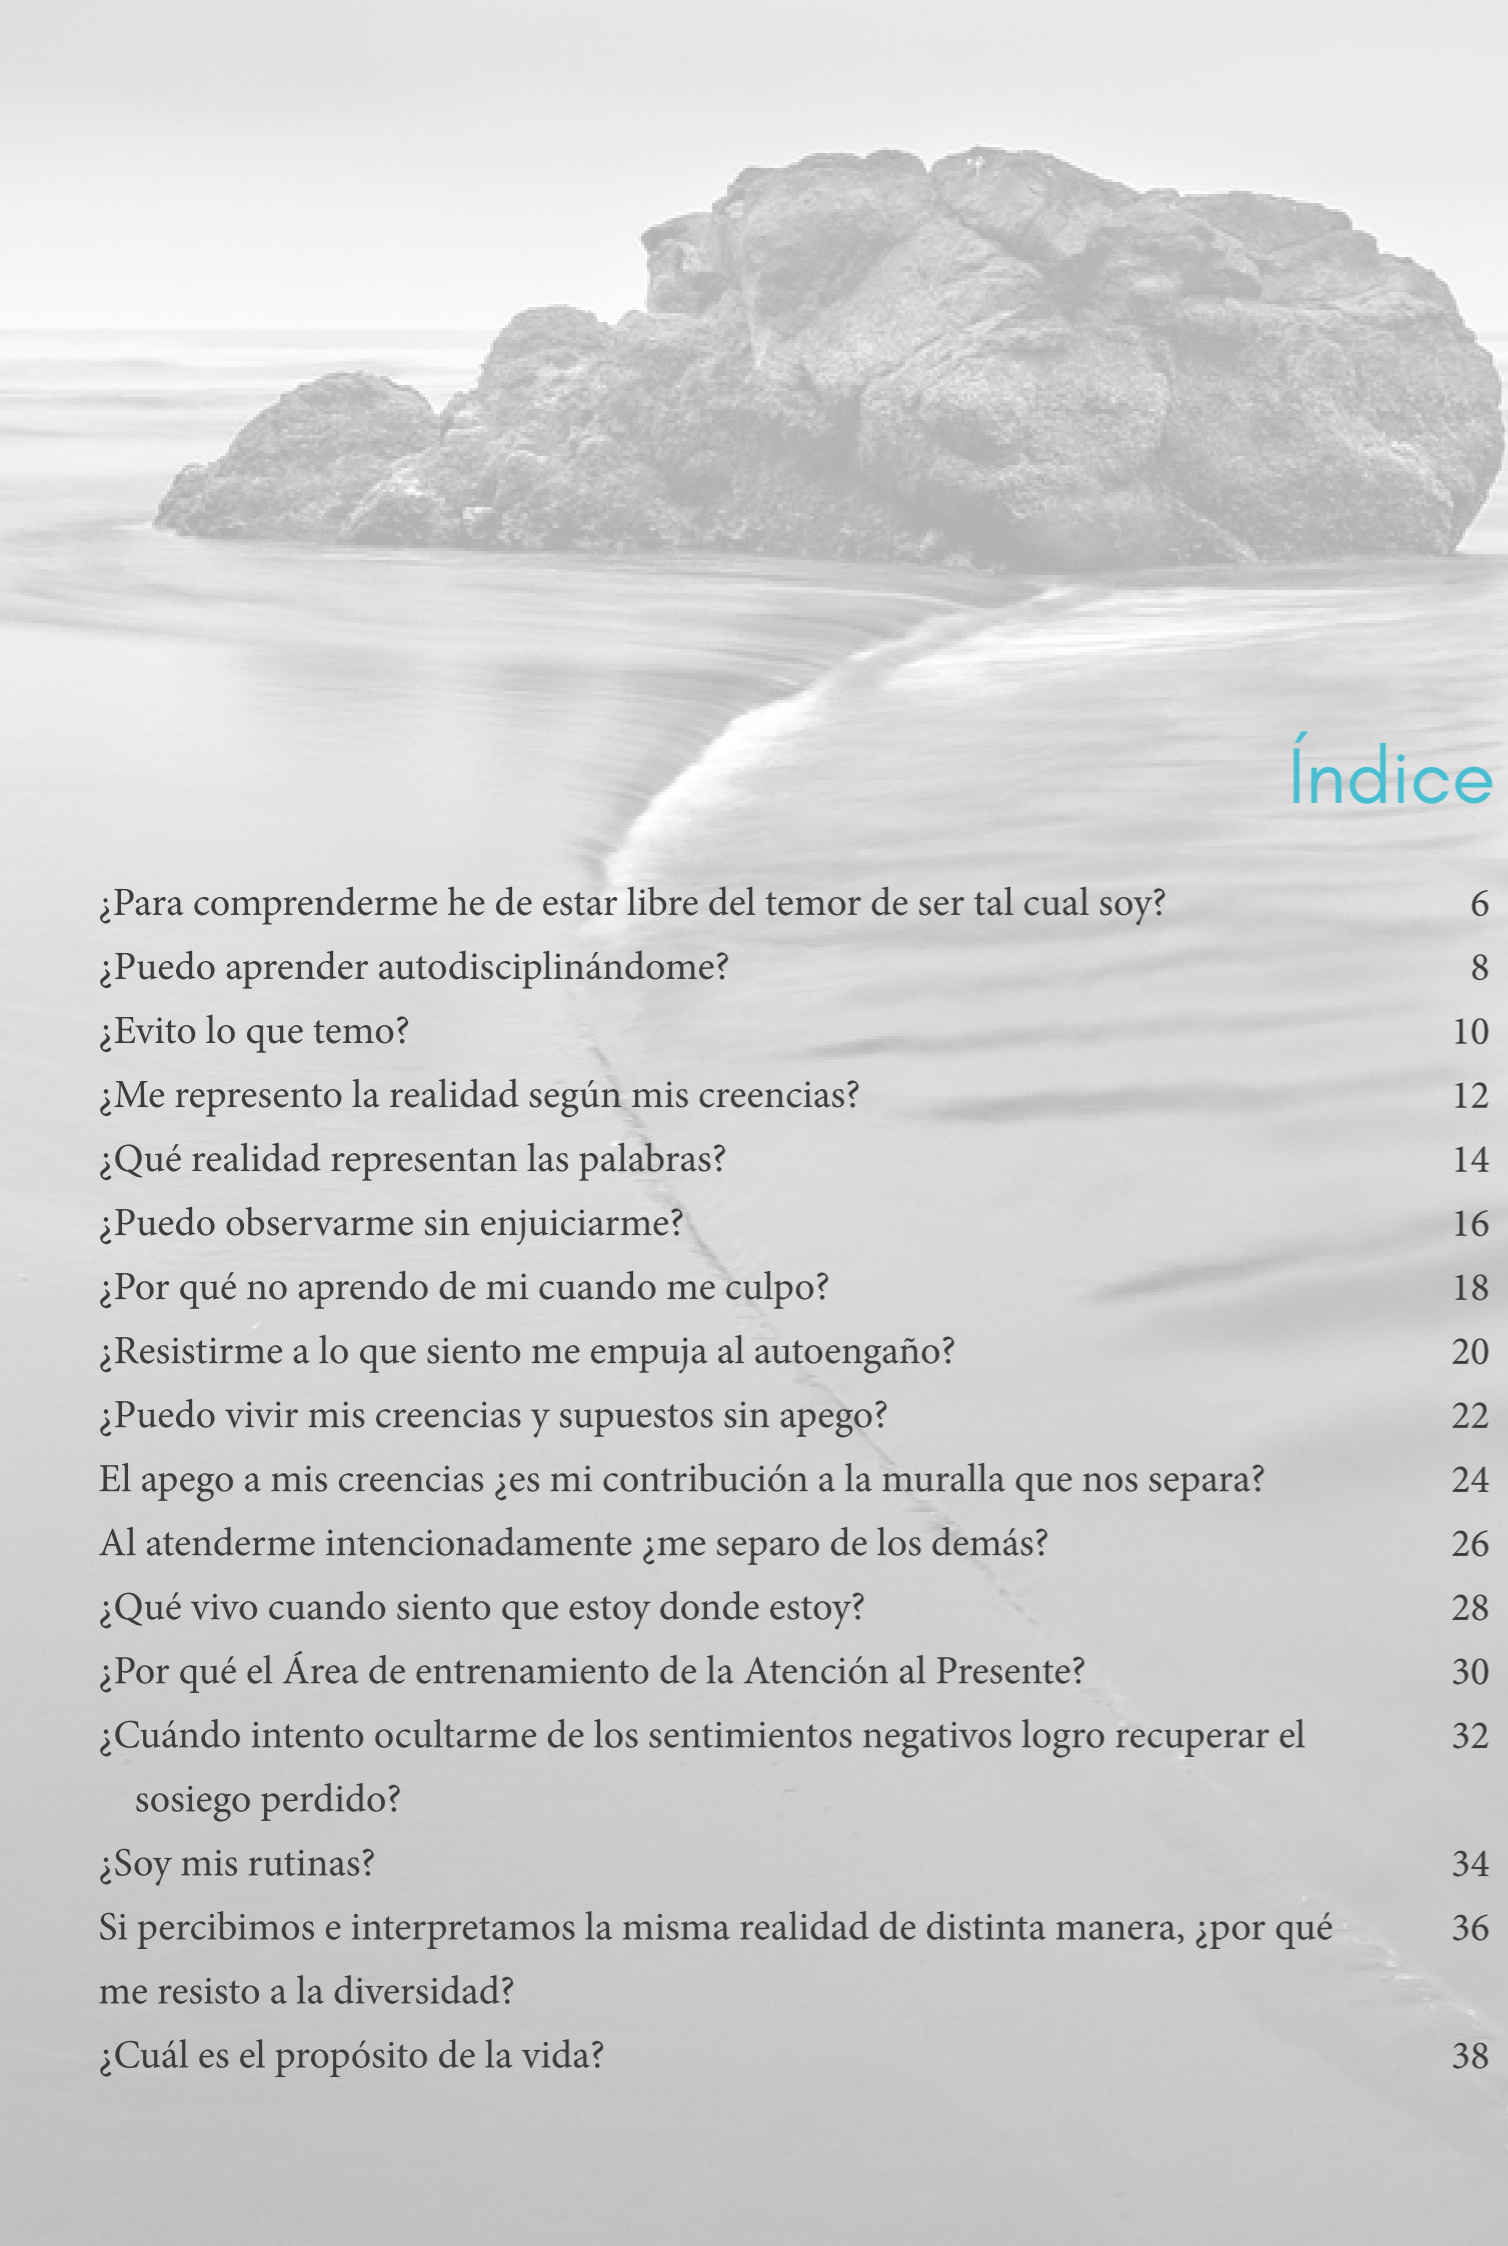 Índice
¿Para comprenderme he de estar libre del temor de ser tal cual soy? 6
¿Puedo aprender autodisciplinándome? 8
¿Evito lo que temo? 10
¿Me represento la realidad según mis creencias? 12
¿Qué realidad representan las palabras? 14
¿Puedo observarme sin enjuiciarme? 16
¿Por qué no aprendo de mi cuando me culpo? 18
¿Resistirme a lo que siento me empuja al autoengaño? 20
¿Puedo vivir mis creencias y supuestos sin apego? 22
El apego a mis creencias ¿es mi contribución a la muralla que nos separa? 24
Al atenderme intencionadamente ¿me separo de los demás? 26
¿Qué vivo cuando siento que estoy donde estoy? 28
¿Por qué el Área de entrenamiento de la Atención al Presente? 30
¿Cuándo intento ocultarme de los sentimientos negativos logro recuperar el 32
sosiego perdido?
¿Soy mis rutinas? 34
Si percibimos e interpretamos la misma realidad de distinta manera, ¿por qué 36
me resisto a la diversidad?
¿Cuál es el propósito de la vida? 38